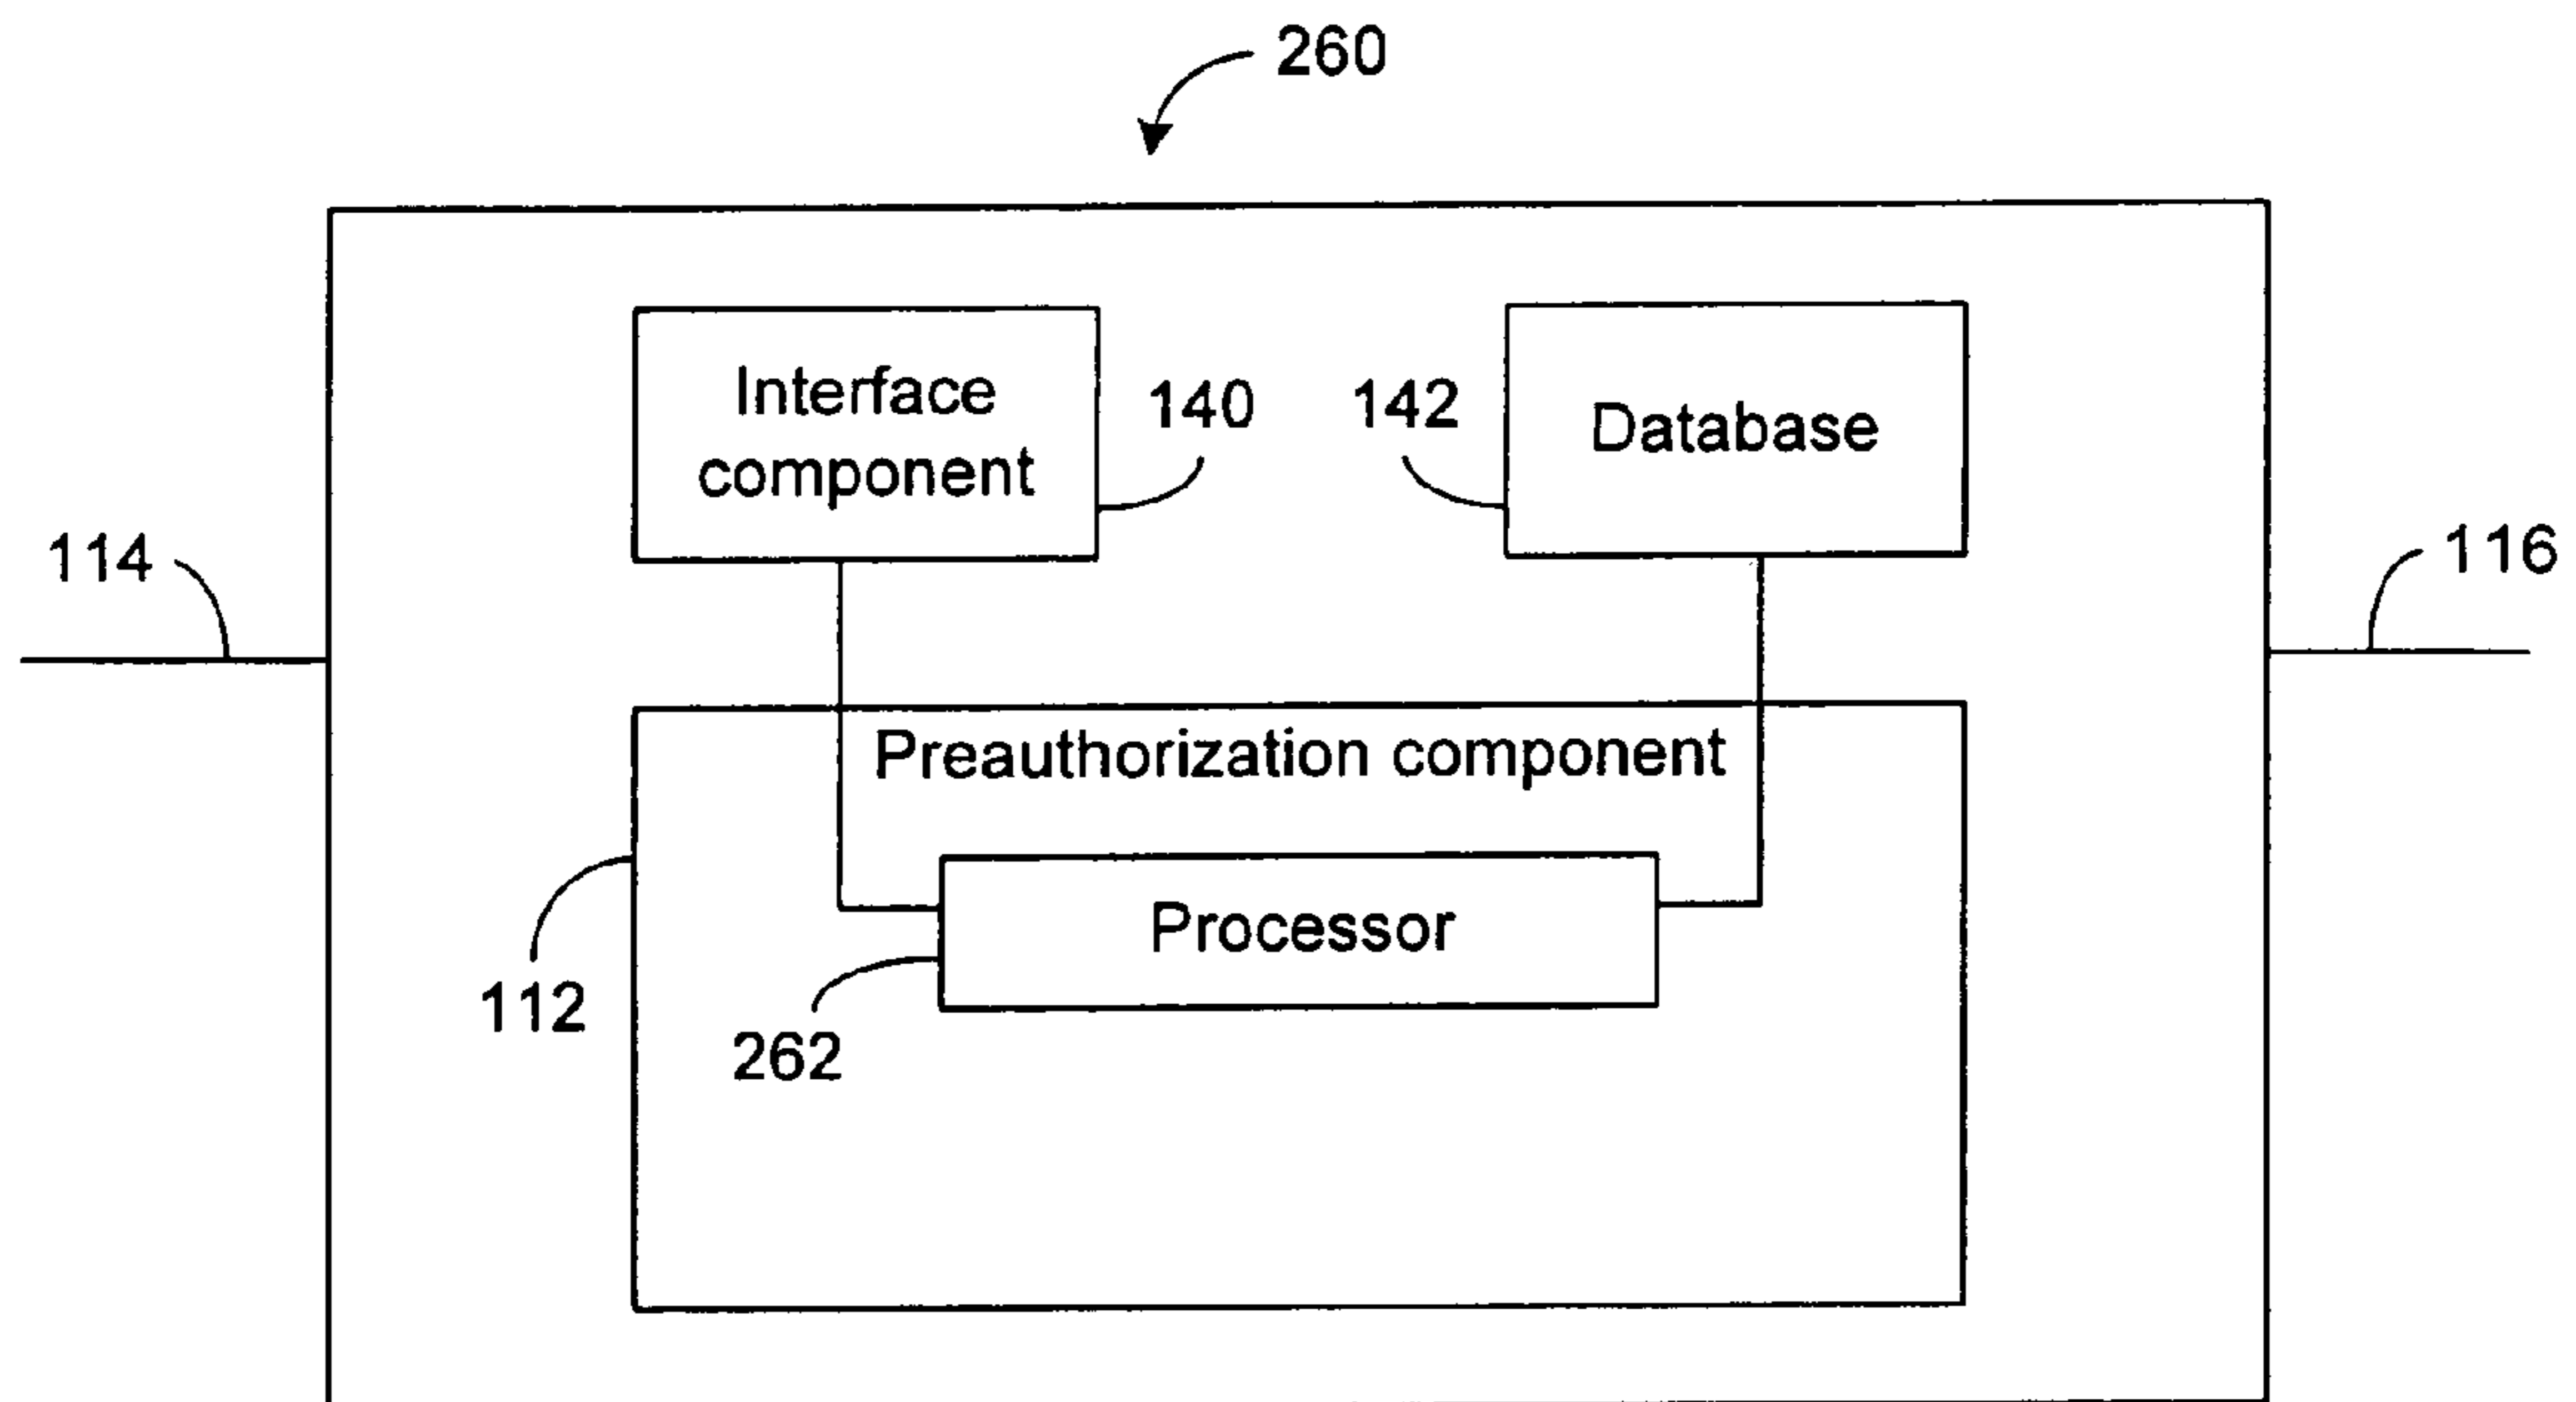 260
Interface
component
140
142
Database
114
116
Preauthorization component
Processor
112
262